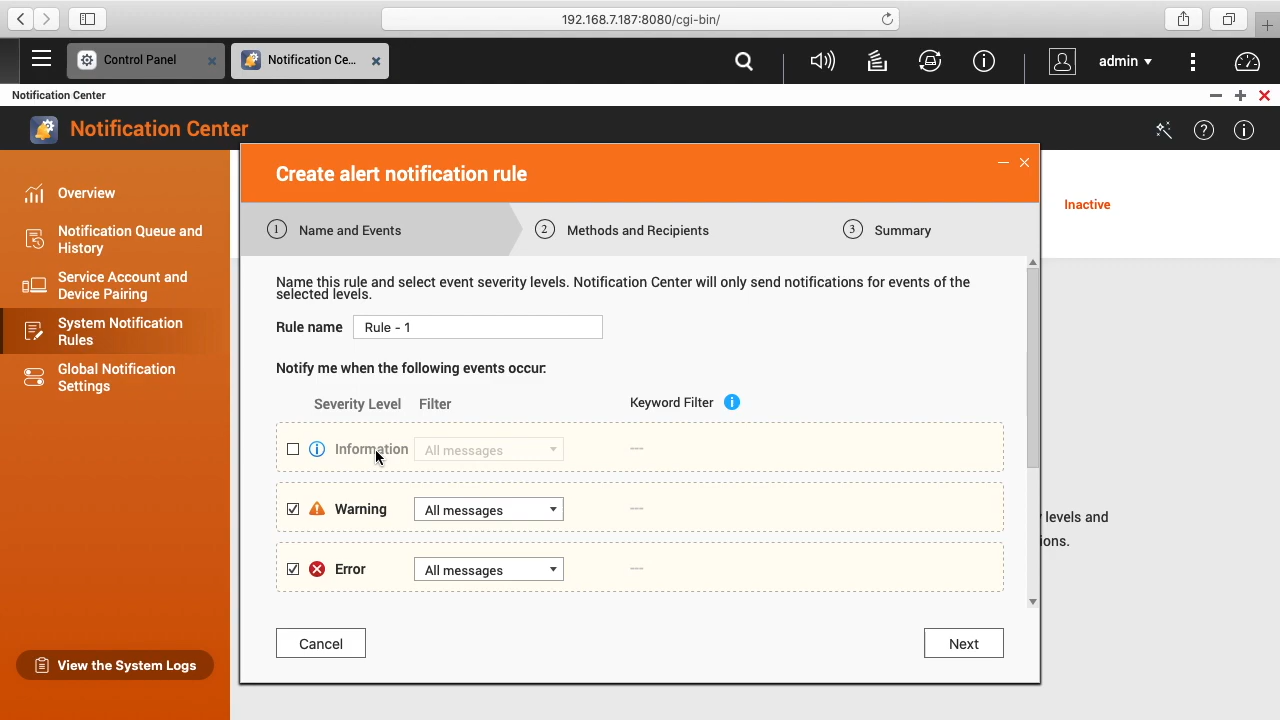 192.168.7.187:8080/cgi-bin/
Control Panel
Notification Ce...
admin
Notification Center
Notification Center
Overview
Notification Queue and
History
Service Account and
Device Pairing
System Notification
Rules
Global Notification
Settings
View the System Logs
Inactive
Create alert notification rule
1 Name and Events
2 Methods and Recipients
3 Summary
Name this rule and select event severity levels. Notification Center will only send notifications for events of the
selected levels.
Rule name Rule - 1
Notify me when the following events occur:
Severity Level Filter Keyword Filter
Information All messages ---
Warning All messages ---
Error All messages ---
levels and
ions.
Cancel Next